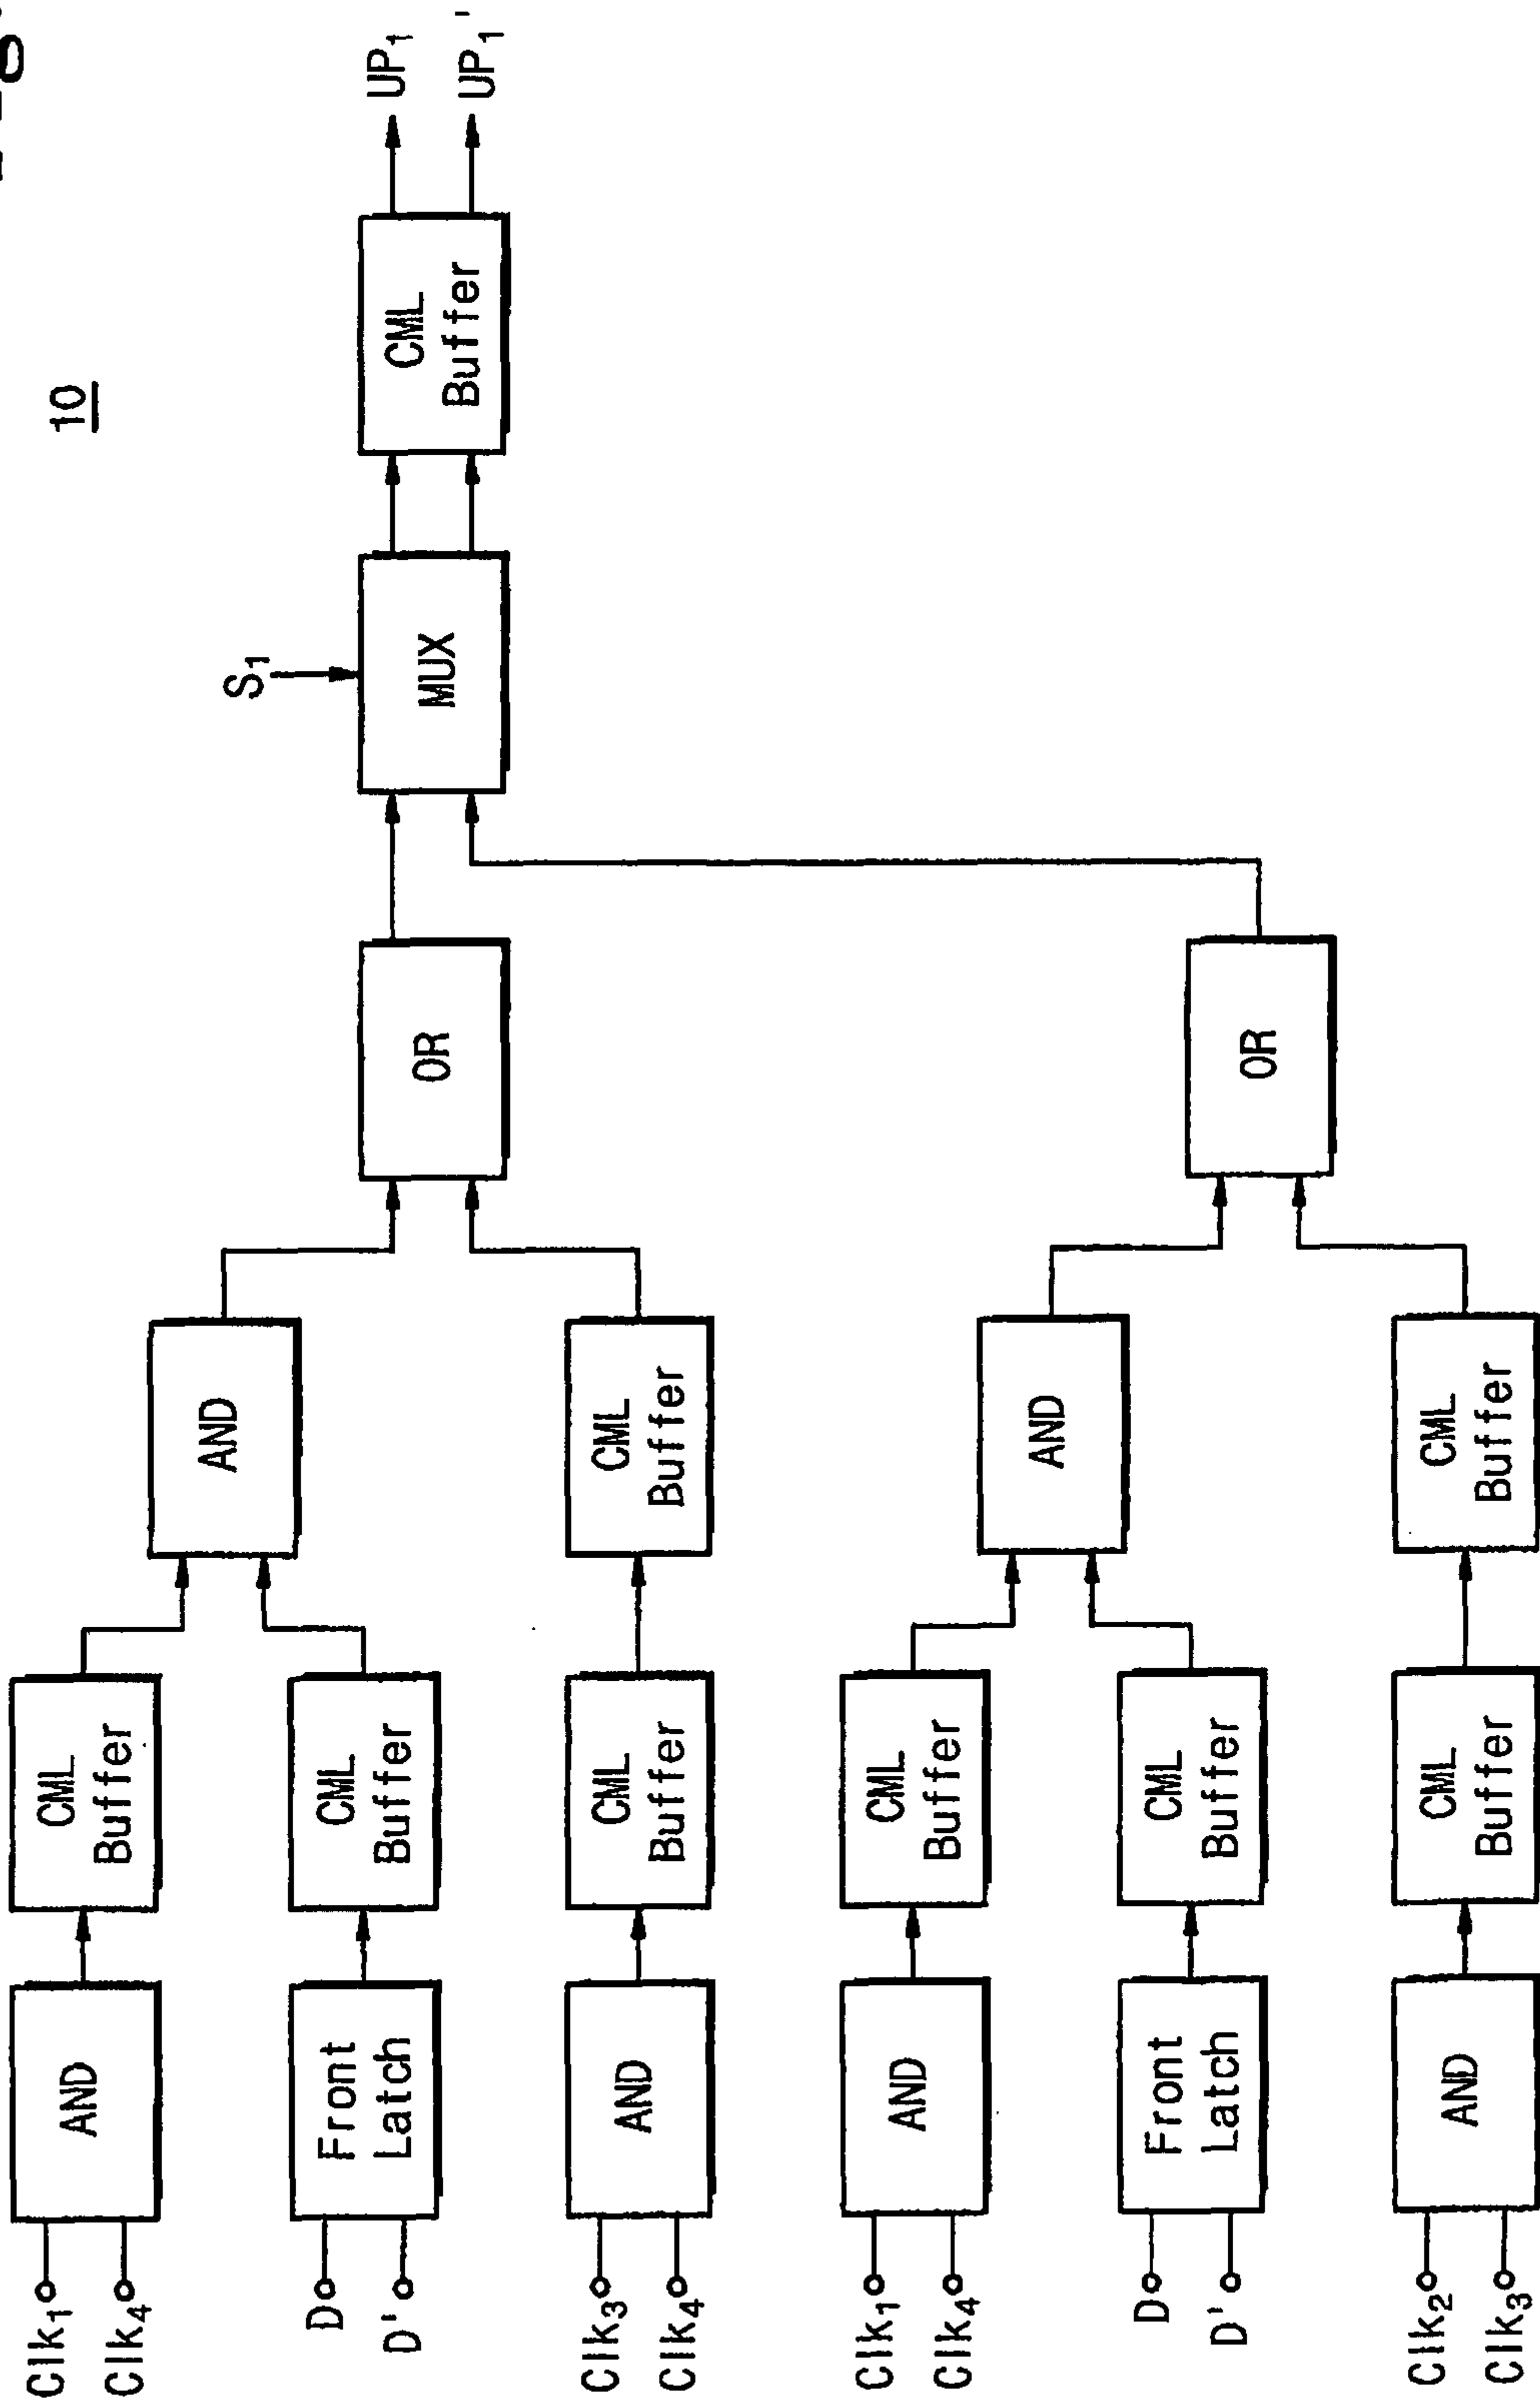 10
Clk₁
Clk₄
AND
CML
Buffer
D
D'
Front
Latch
CML
Buffer
AND
Clk₃
Clk₄
AND
CML
Buffer
CML
Buffer
OR
S₁
MUX
CML
Buffer
UP₁
UP₁'
Clk₁
Clk₄
AND
CML
Buffer
D
D'
Front
Latch
CML
Buffer
AND
Clk₂
Clk₃
AND
CML
Buffer
CML
Buffer
OR